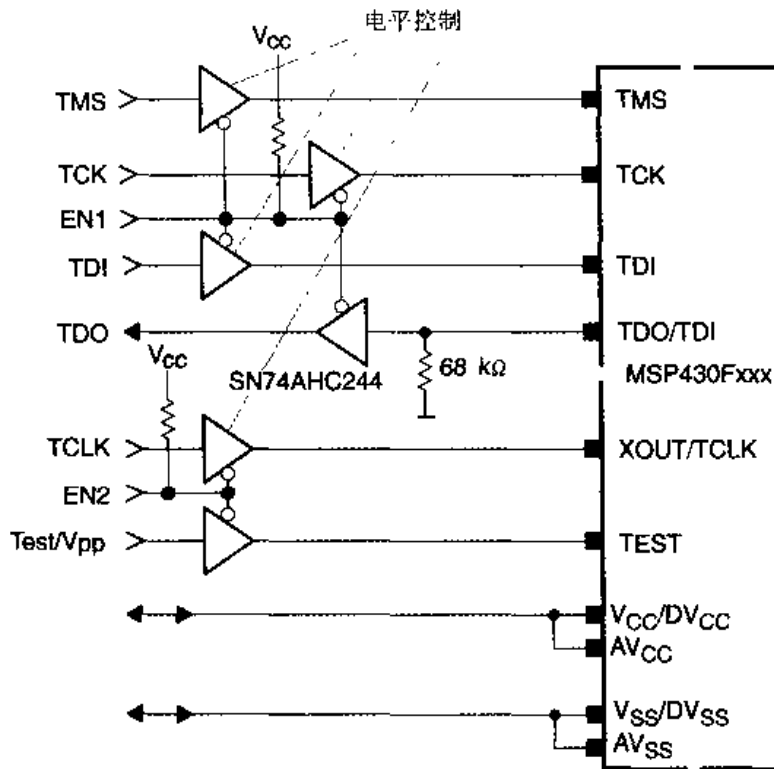 电平控制
VCC
TMS
TMS
TCK
TCK
EN1
TDI
TDI
TDO
TDO/TDI
VCC
SN74AHC244
68 kΩ
MSP430Fxxx
TCLK
XOUT/TCLK
EN2
Test/Vpp
TEST
VCC/DVCC
AVCC
VSS/DVSS
AVSS